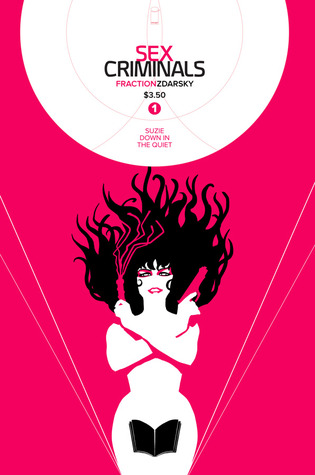 SEX
CRIMINALS
FRACTIONZDARSKY
$3.50
1
SUZIE
DOWN IN
THE QUIET